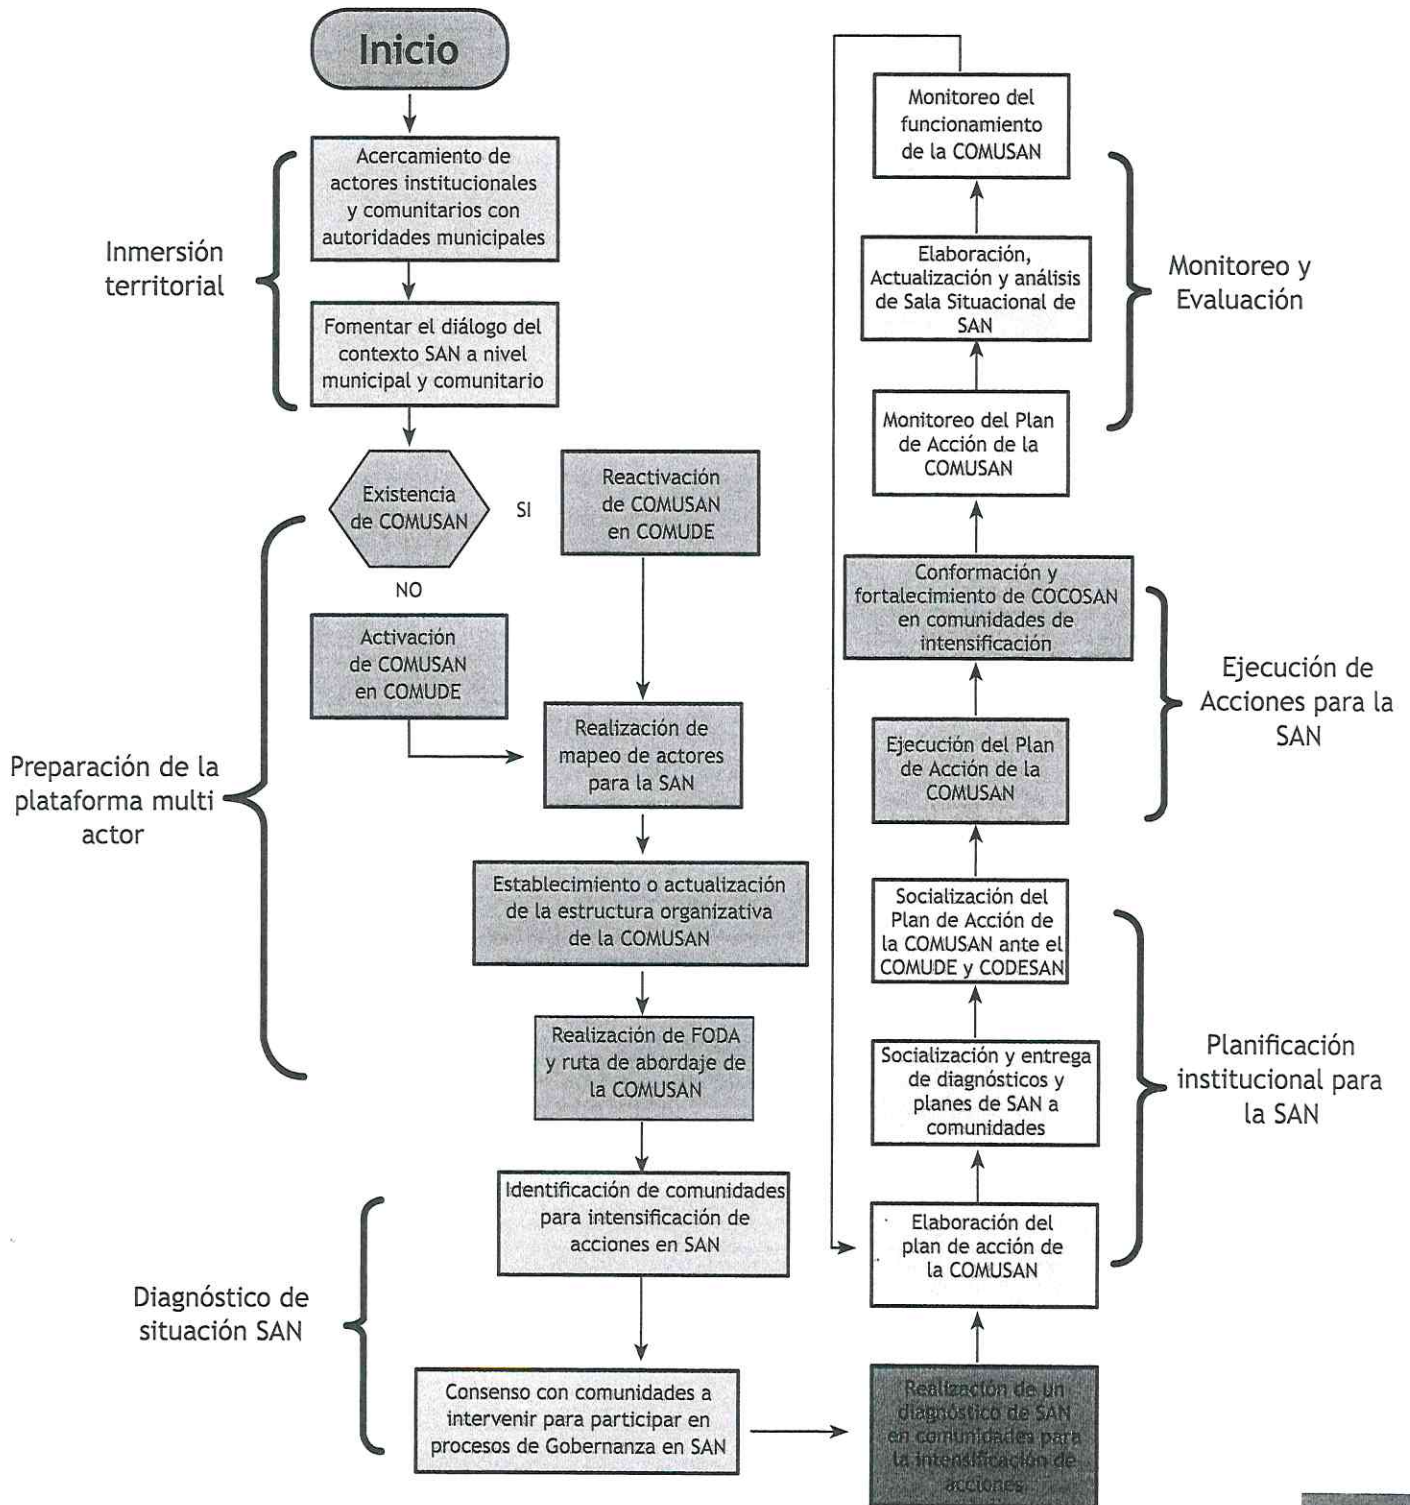 Inicio
Acercamiento de
actores institucionales
y comunitarios con
autoridades municipales
Inmersión
territorial
Fomentar el diálogo del
contexto SAN a nivel
municipal y comunitario
Existencia
de COMUSAN
SI
Reactivación
de COMUSAN
en COMUDE
NO
Activación
de COMUSAN
en COMUDE
Preparación de la
plataforma multi
actor
Realización de
mapeo de actores
para la SAN
Establecimiento o actualización
de la estructura organizativa
de la COMUSAN
Realización de FODA
y ruta de abordaje de
la COMUSAN
Identificación de comunidades
para intensificación de
acciones en SAN
Diagnóstico de
situación SAN
Consenso con comunidades a
intervenir para participar en
procesos de Gobernanza en SAN
Realización de un
diagnóstico de SAN
en comunidades para
la intensificación de
acciones
Elaboración del
plan de acción de
la COMUSAN
Socialización y entrega
de diagnósticos y
planes de SAN a
comunidades
Planificación
institucional para
la SAN
Socialización del
Plan de Acción de
la COMUSAN ante el
COMUDE y CODESAN
Ejecución del Plan
de Acción de la
COMUSAN
Ejecución de
Acciones para la
SAN
Conformación y
fortalecimiento de COCOSAN
en comunidades de
intensificación
Monitoreo del Plan
de Acción de la
COMUSAN
Elaboración,
Actualización y análisis
de Sala Situacional de
SAN
Monitoreo y
Evaluación
Monitoreo del
funcionamiento
de la COMUSAN